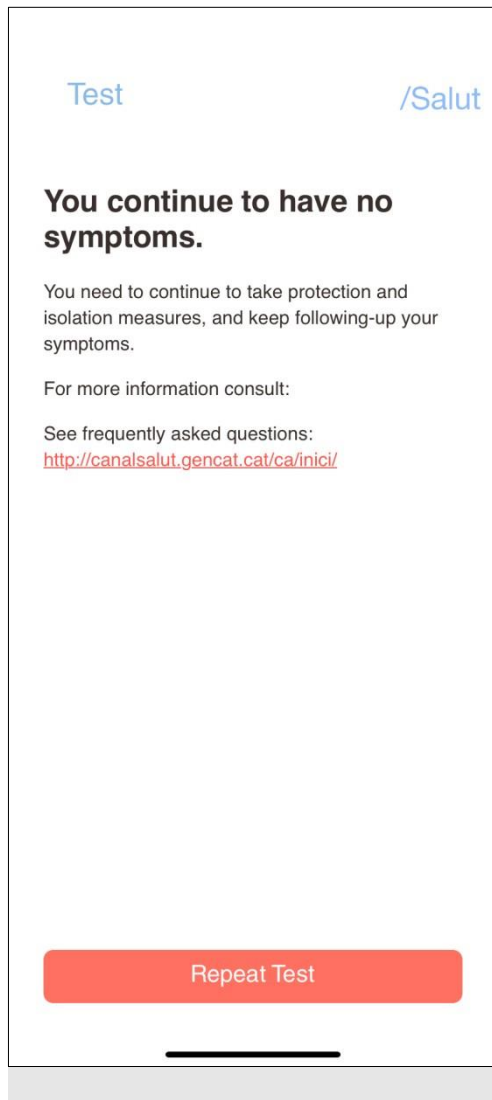 Test
/Salut
You continue to have no
symptoms.
You need to continue to take protection and
isolation measures, and keep following-up your
symptoms.
For more information consult:
See frequently asked questions:
http://canalsalut.gencat.cat/ca/inici/
Repeat Test